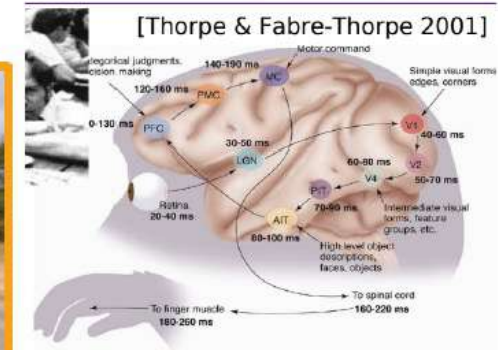 [Thorpe & Fabre-Thorpe 2001]
Motor command
egorical judgments,
cision making
140-190 ms
MC
Simple visual forms
edges, corners
120-160 ms
PMC
0-130 ms
PFC
V1
40-60 ms
30-50 ms
LGN
60-80 ms
V2
V4
50-70 ms
PIT
Retina
20-40 ms
70-90 ms
AIT
80-100 ms
Intermediate visual
forms, feature
groups, etc.
High level object
descriptions,
faces, objects
To spinal cord
160-220 ms
To finger muscle
180-260 ms